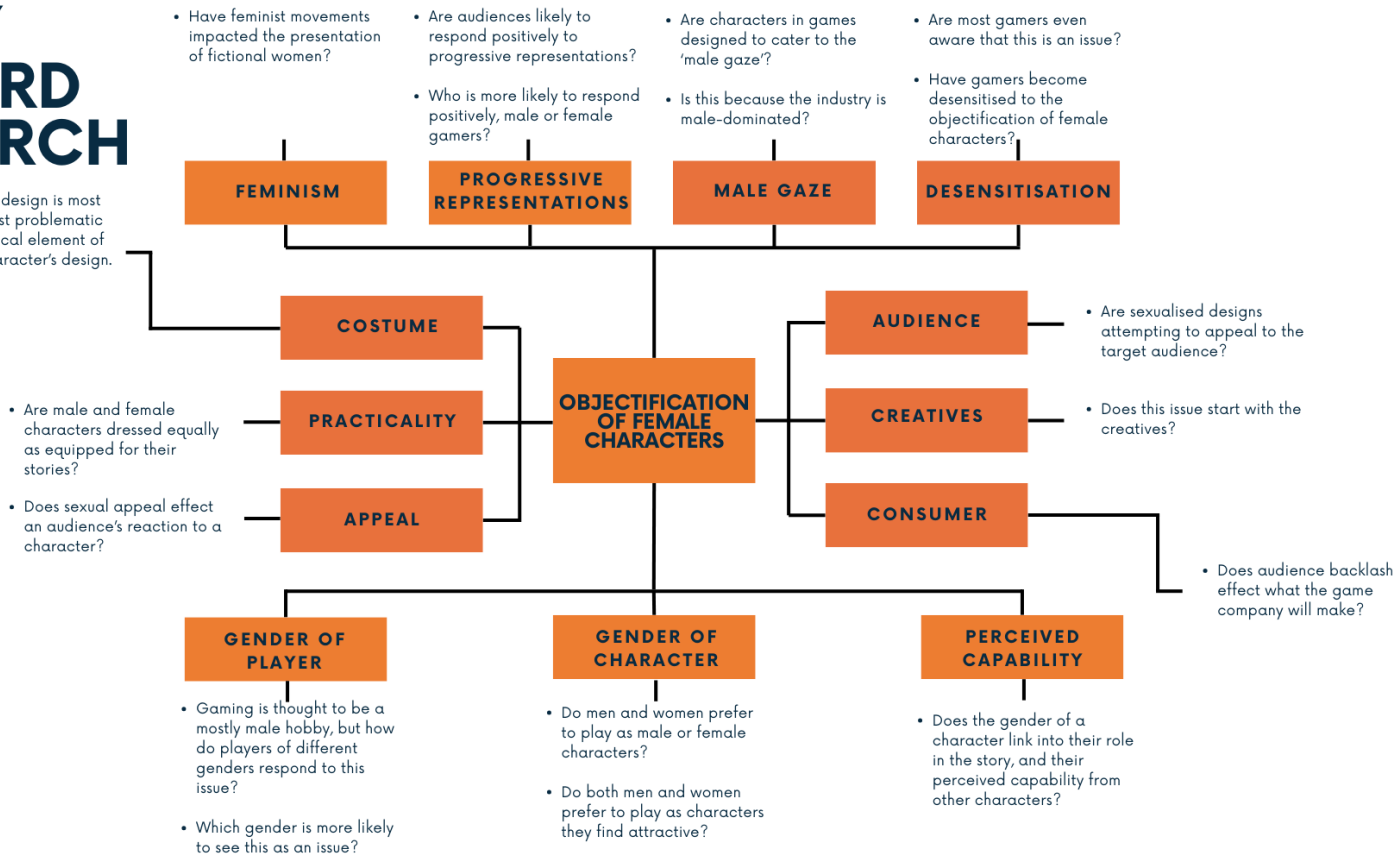 RD
RCH
design is most
st problematic
cal element of
aracter's design.
• Have feminist movements
impacted the presentation
of fictional women?
• Are audiences likely to
respond positively to
progressive representations?
• Who is more likely to respond
positively, male or female
gamers?
• Are characters in games
designed to cater to the
'male gaze'?
• Is this because the industry is
male-dominated?
• Are most gamers even
aware that this is an issue?
• Have gamers become
desensitised to the
objectification of female
characters?
FEMINISM
PROGRESSIVE
REPRESENTATIONS
MALE GAZE
DESENSITISATION
COSTUME
PRACTICALITY
APPEAL
• Are male and female
characters dressed equally
as equipped for their
stories?
• Does sexual appeal effect
an audience's reaction to a
character?
OBJECTIFICATION
OF FEMALE
CHARACTERS
AUDIENCE
CREATIVES
CONSUMER
• Are sexualised designs
attempting to appeal to the
target audience?
• Does this issue start with the
creatives?
• Does audience backlash
effect what the game
company will make?
GENDER OF
PLAYER
• Gaming is thought to be a
mostly male hobby, but how
do players of different
genders respond to this
issue?
• Which gender is more likely
to see this as an issue?
GENDER OF
CHARACTER
• Do men and women prefer
to play as male or female
characters?
• Do both men and women
prefer to play as characters
they find attractive?
PERCEIVED
CAPABILITY
• Does the gender of a
character link into their role
in the story, and their
perceived capability from
other characters?